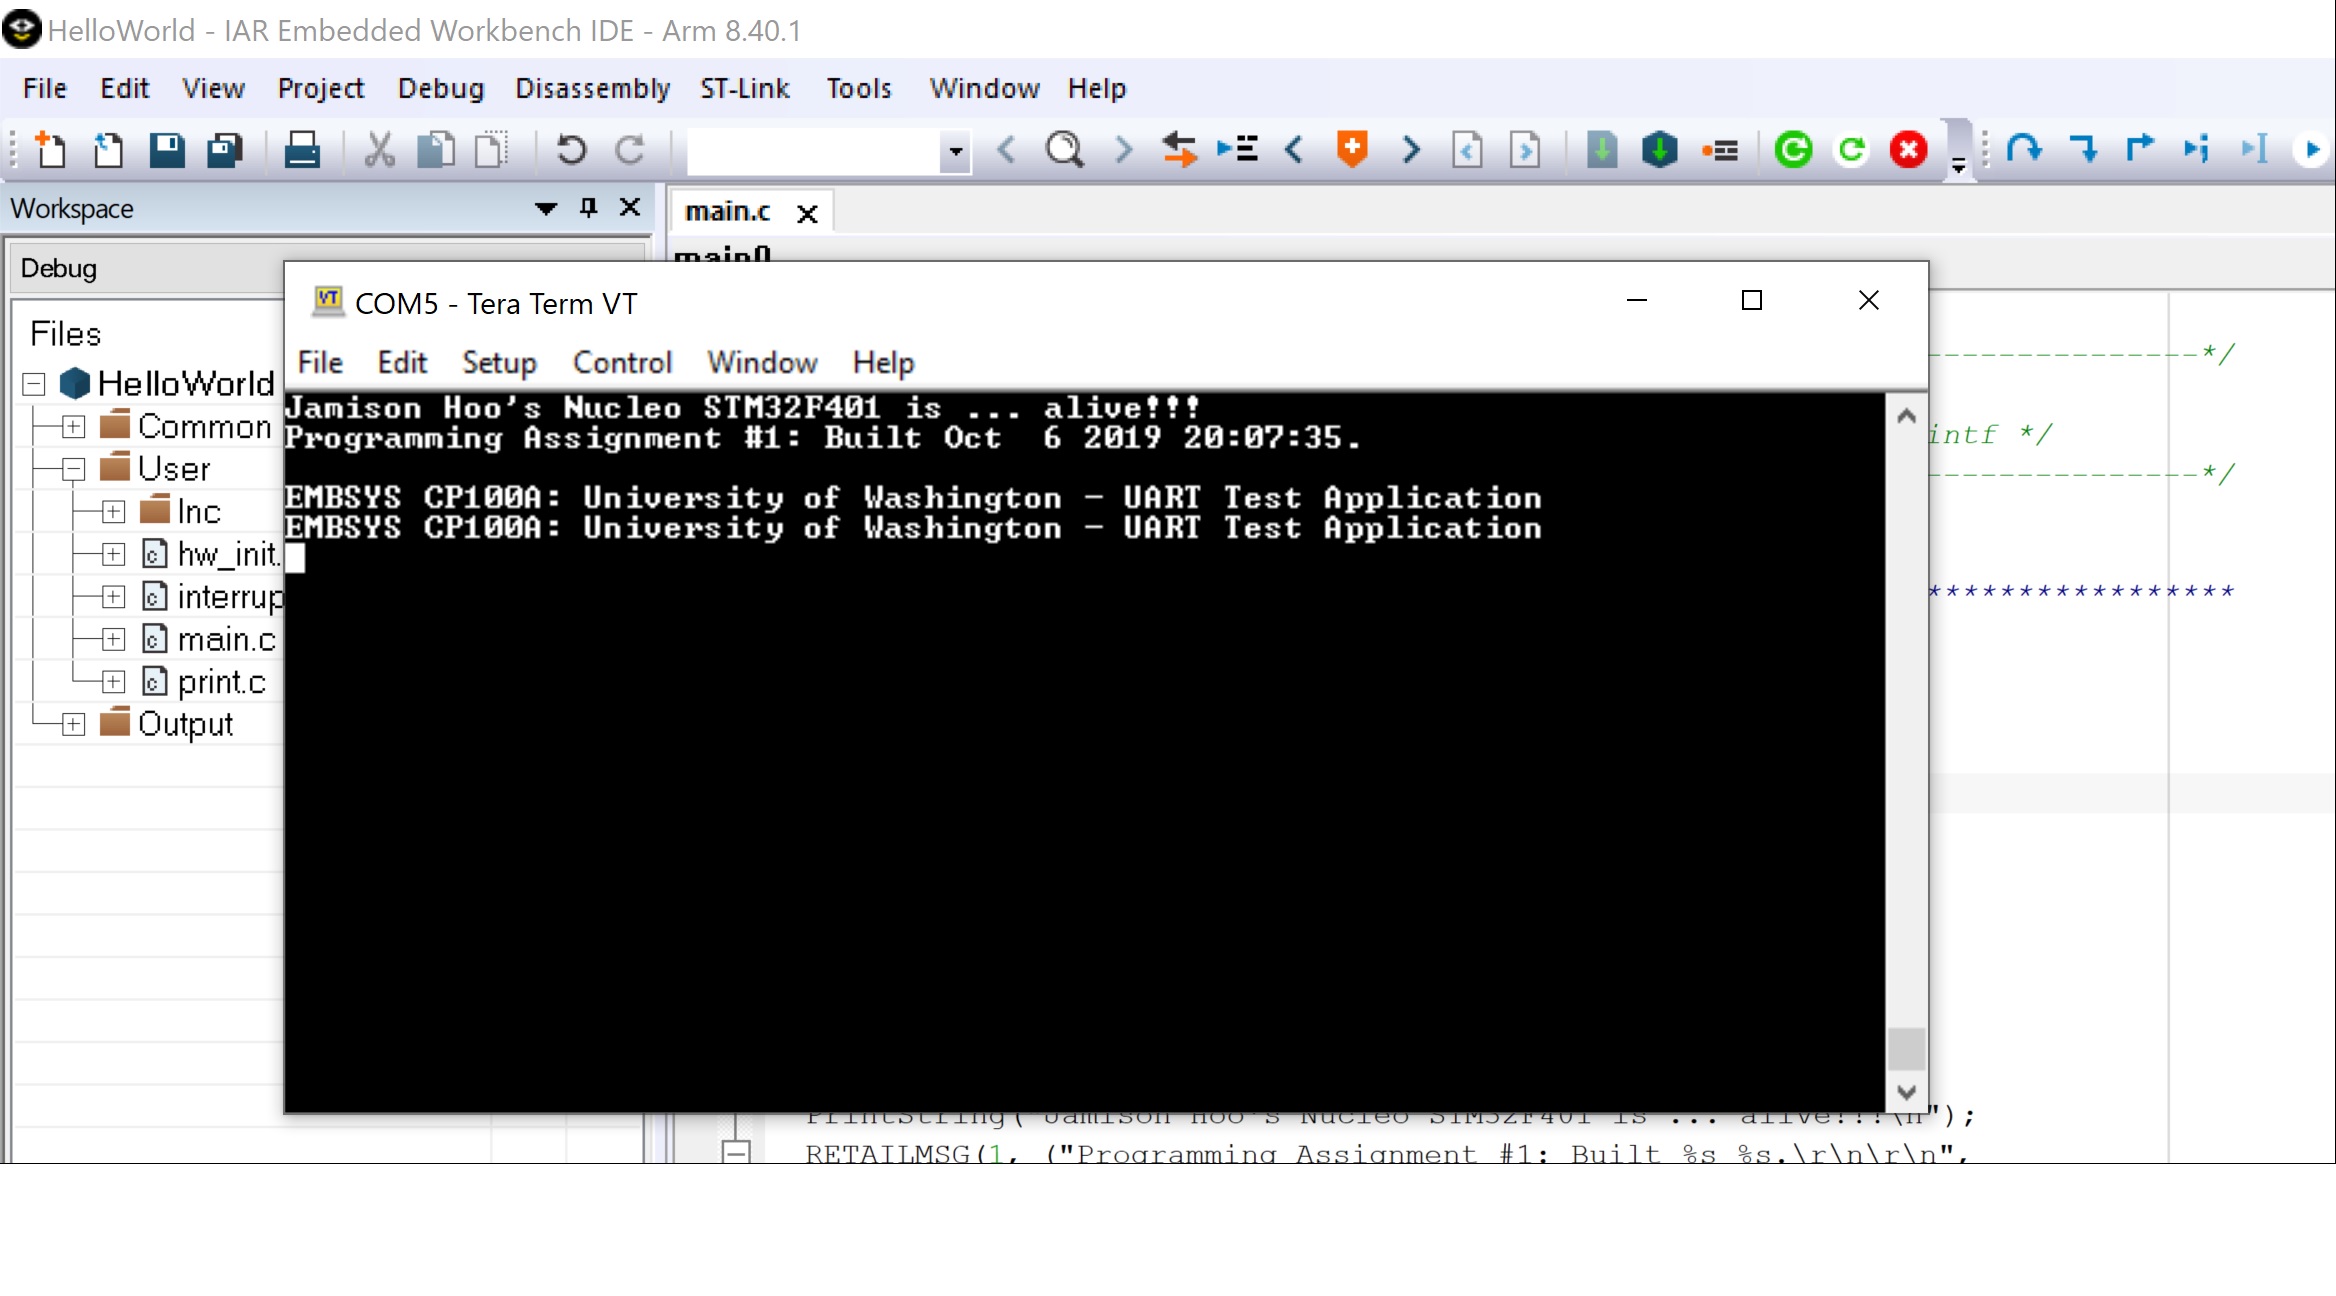 HelloWorld - IAR Embedded Workbench IDE - Arm 8.40.1
File Edit View Project Debug Disassembly ST-Link Tools Window Help
Workspace
main.c
main()
Debug
Files
HelloWorld
Common
User
Inc
hw_init.
interrup
main.c
print.c
Output
COM5 - Tera Term VT
File Edit Setup Control Window Help
Jamison Hoo's Nucleo STM32F401 is ... alive!!!
Programming Assignment #1: Built Oct  6 2019 20:07:35.
EMBSYS CP100A: University of Washington - UART Test Application
EMBSYS CP100A: University of Washington - UART Test Application
---------------*/
intf */
---------------*/
*****************
PrintString("Jamison Hoo's Nucleo STM32F401 is ... alive!!!\n");
RETAILMSG(1, ("Programming Assignment #1: Built %s %s.\r\n\r\n",